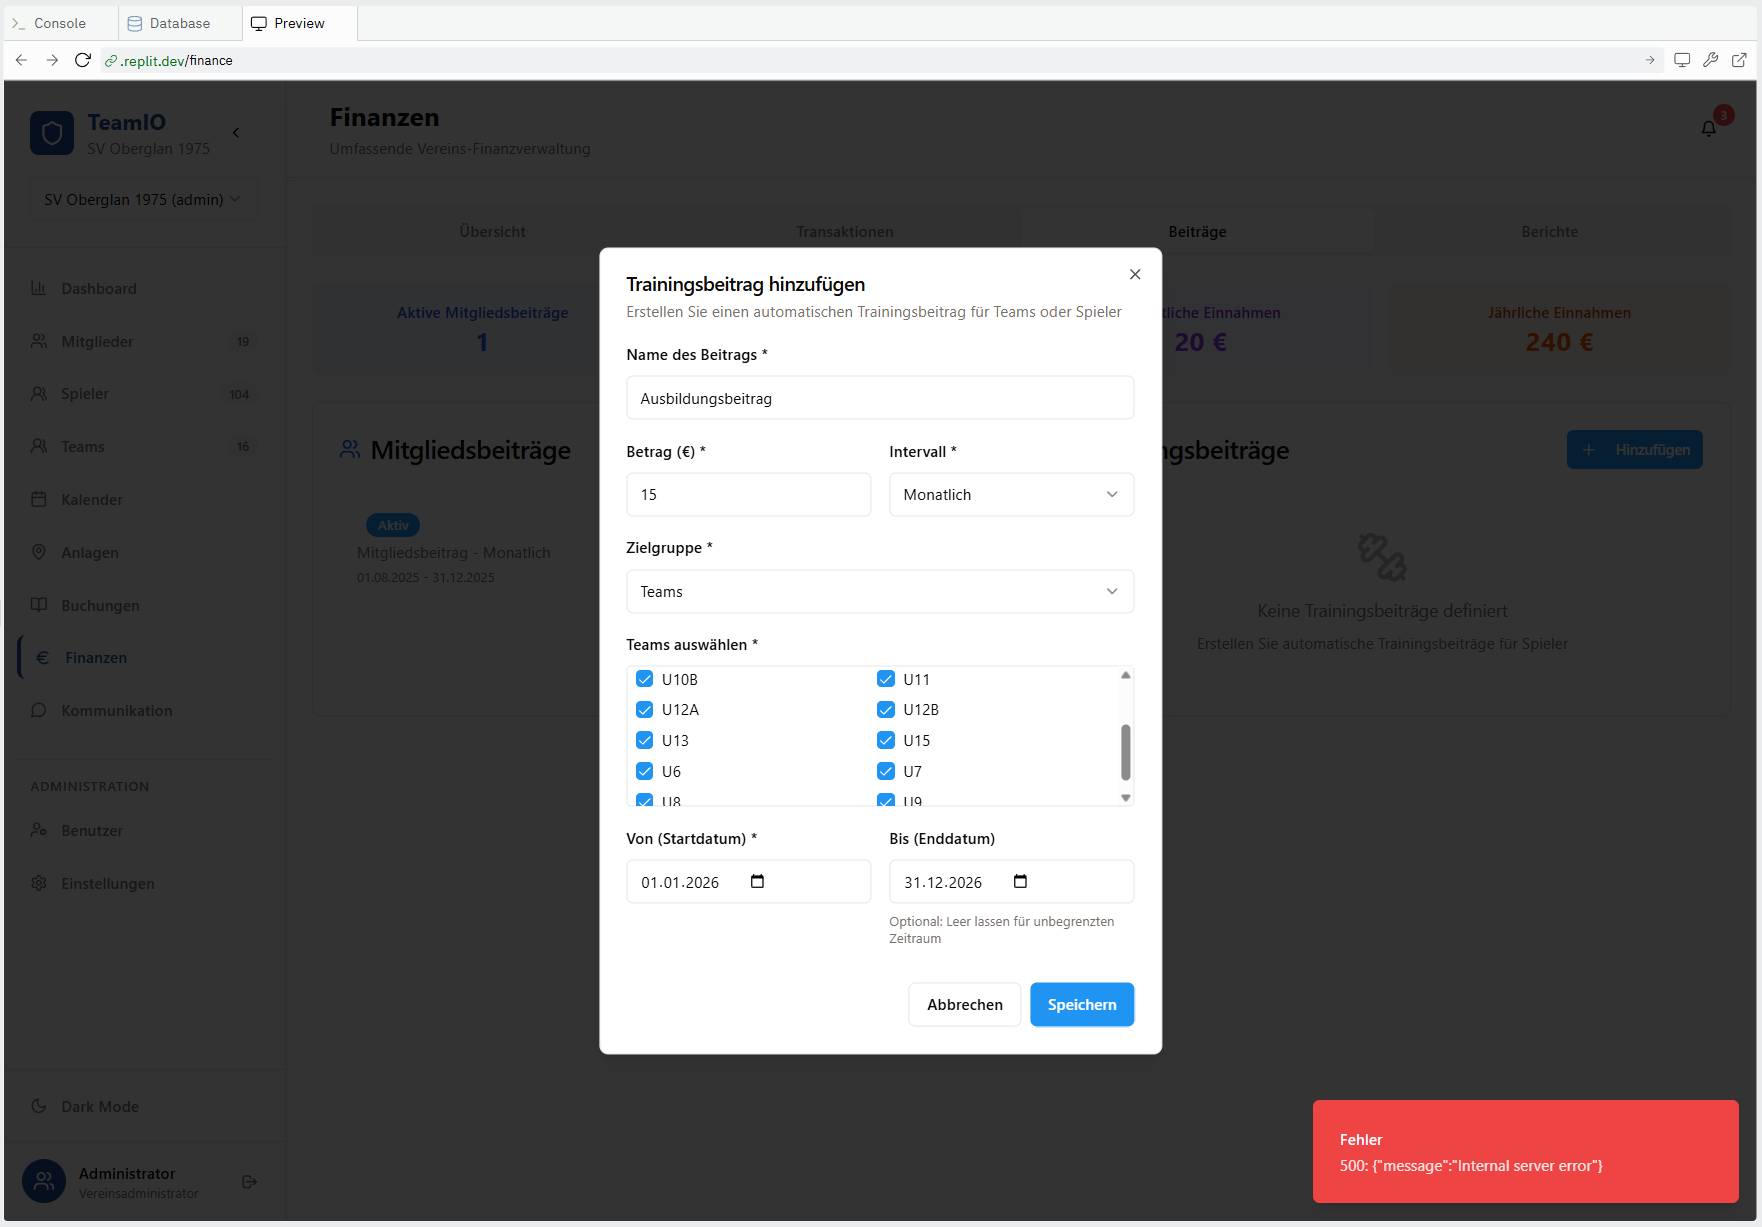 Console
Database
Preview
.replit.dev/finance
TeamIO
SV Oberglan 1975
SV Oberglan 1975 (admin)
Dashboard
Mitglieder 19
Spieler 104
Teams 16
Kalender
Anlagen
Buchungen
€ Finanzen
Kommunikation
ADMINISTRATION
Benutzer
Einstellungen
Dark Mode
Administrator
Vereinsadministrator
Finanzen
Umfassende Vereins-Finanzverwaltung
3
Übersicht
Transaktionen
Beiträge
Berichte
Aktive Mitgliedsbeiträge
1
tliche Einnahmen
20 €
Jährliche Einnahmen
240 €
Mitgliedsbeiträge
Aktiv
Mitgliedsbeitrag - Monatlich
01.08.2025 - 31.12.2025
ngsbeiträge
Hinzufügen
Keine Trainingsbeiträge definiert
Erstellen Sie automatische Trainingsbeiträge für Spieler
Trainingsbeitrag hinzufügen
Erstellen Sie einen automatischen Trainingsbeitrag für Teams oder Spieler
Name des Beitrags *
Ausbildungsbeitrag
Betrag (€) *
Intervall *
15
Monatlich
Zielgruppe *
Teams
Teams auswählen *
U10B
U11
U12A
U12B
U13
U15
U6
U7
U8
U9
Von (Startdatum) *
Bis (Enddatum)
01.01.2026
31.12.2026
Optional: Leer lassen für unbegrenzten
Zeitraum
Abbrechen
Speichern
Fehler
500: {"message":"Internal server error"}